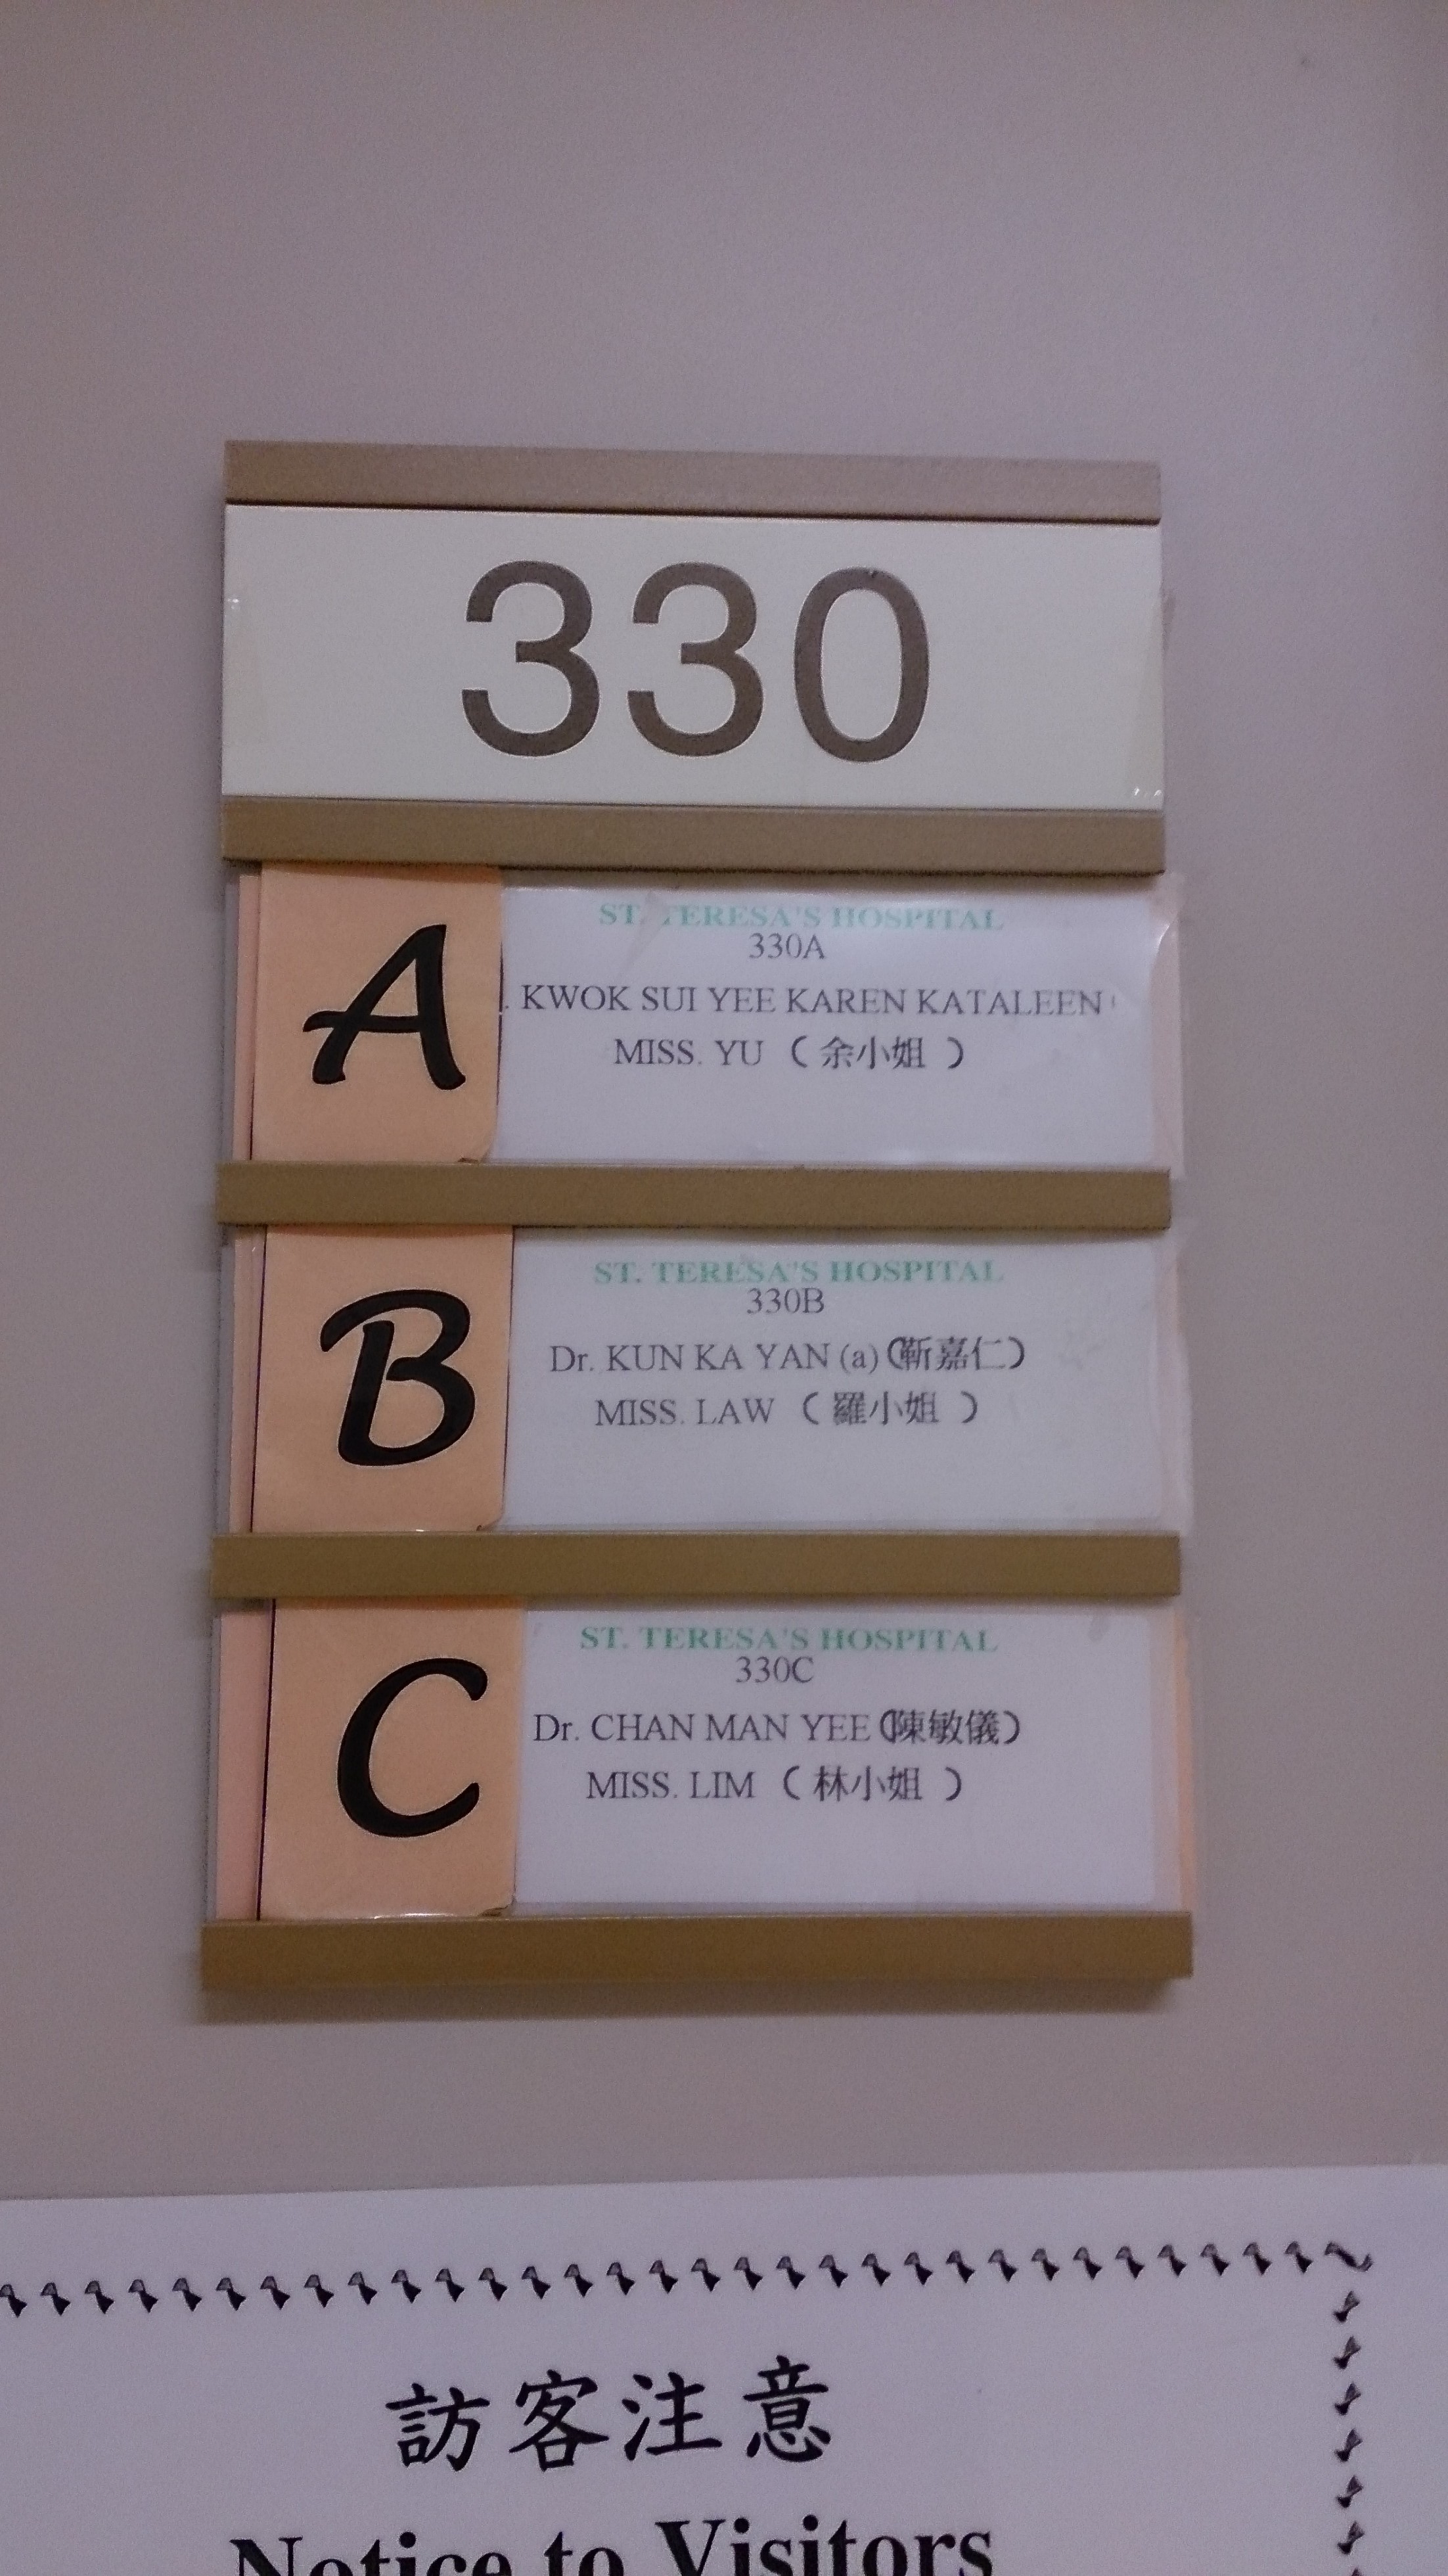 330
A
ST. TERESA'S HOSPITAL
330A
. KWOK SUI YEE KAREN KATALEEN (
MISS. YU ( 余小姐 )
B
ST. TERESA'S HOSPITAL
330B
Dr. KUN KA YAN (a) (靳嘉仁)
MISS. LAW ( 羅小姐 )
C
ST. TERESA'S HOSPITAL
330C
Dr. CHAN MAN YEE (陳敏儀)
MISS. LIM ( 林小姐 )
訪客注意
Notice to Visitors